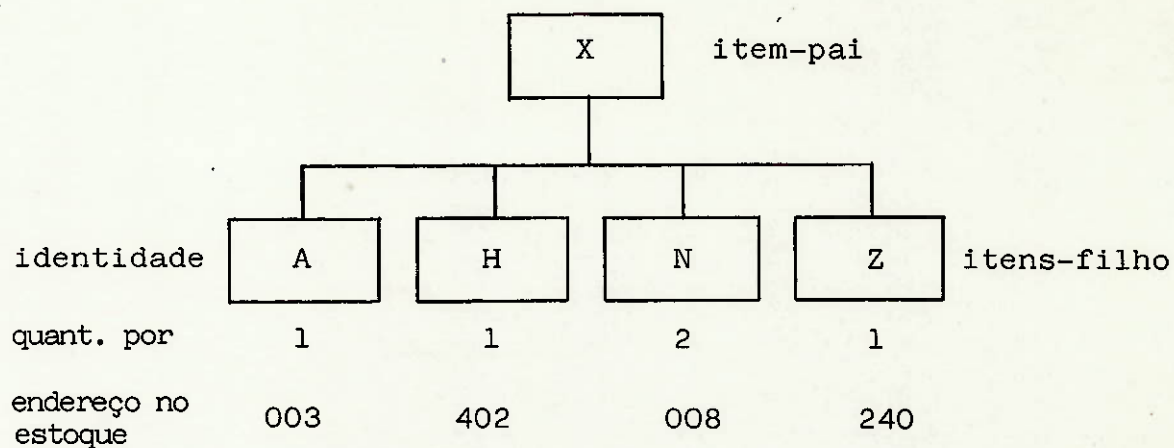 X item-pai
identidade A H N Z itens-filho
quant. por 1 1 2 1
endereço no
estoque 003 402 008 240